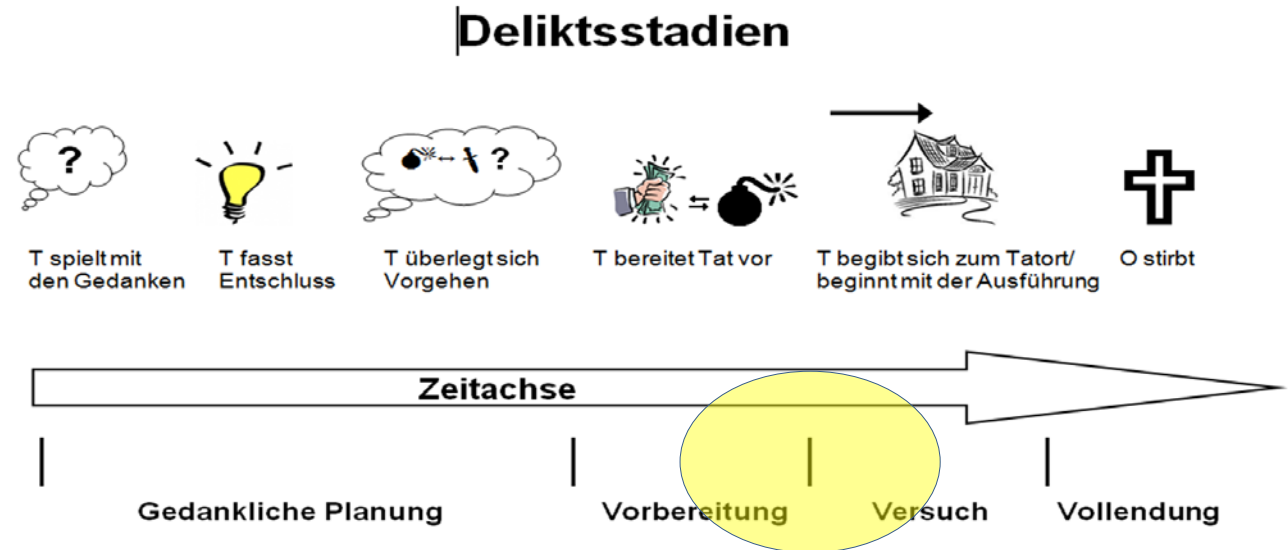 Deliktsstadien
?
?
T spielt mit
den Gedanken
T fasst
Entschluss
T überlegt sich
Vorgehen
T bereitet Tat vor
T begibt sich zum Tatort/
beginnt mit der Ausführung
O stirbt
Zeitachse
Gedankliche Planung
Vorbereitung
Versuch
Vollendung